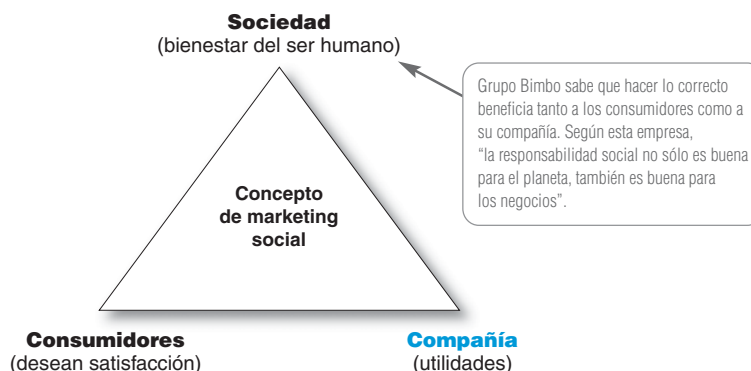 Sociedad
(bienestar del ser humano)
Grupo Bimbo sabe que hacer lo correcto
beneficia tanto a los consumidores como a
su compañía. Según esta empresa,
“la responsabilidad social no sólo es buena
para el planeta, también es buena para
los negocios”.
Concepto
de marketing
social
Consumidores
(desean satisfacción)
Compañía
(utilidades)